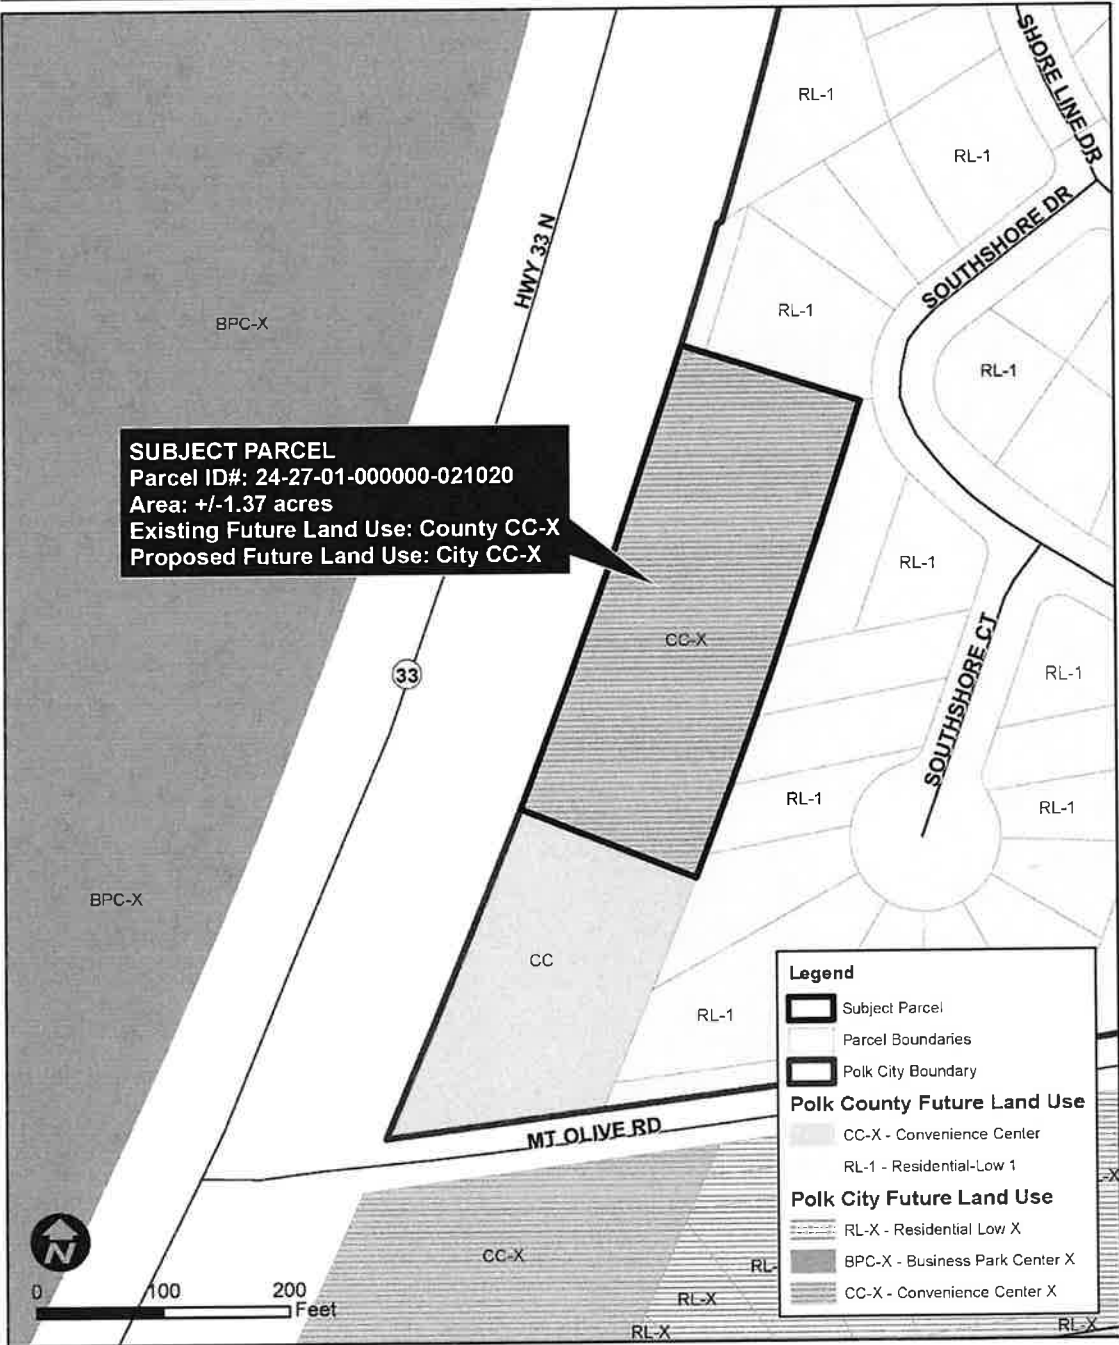 SHORE LINE DR
RL-1
RL-1
SOUTHSHORE DR
HWY 33 N
BPC-X
RL-1
RL-1
SUBJECT PARCEL
Parcel ID#: 24-27-01-000000-021020
Area: +/-1.37 acres
Existing Future Land Use: County CC-X
Proposed Future Land Use: City CC-X
RL-1
CC-X
SOUTHSHORE CT
RL-1
33
RL-1
RL-1
BPC-X
CC
RL-1
MT OLIVE RD
Legend
Subject Parcel
Parcel Boundaries
Polk City Boundary
Polk County Future Land Use
CC-X - Convenience Center
RL-1 - Residential-Low 1
Polk City Future Land Use
RL-X - Residential Low X
BPC-X - Business Park Center X
CC-X - Convenience Center X
N
0 100 200
Feet
CC-X
RL-
RL-X
RL-X
RL-X
-X